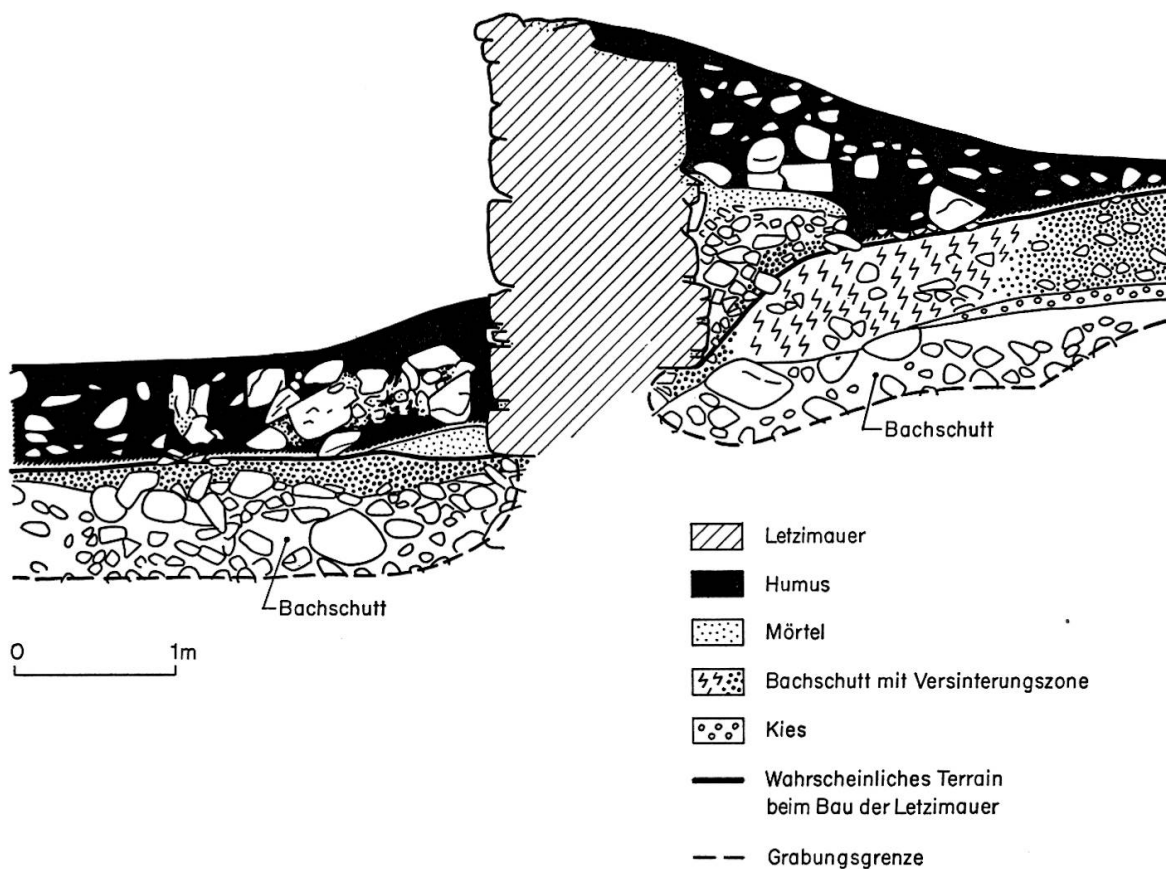 Bachschutt
Bachschutt
0 1m
Letzimauer
Humus
Mörtel
Bachschutt mit Versinterungszone
Kies
Wahrscheinliches Terrain
beim Bau der Letzimauer
Grabungsgrenze